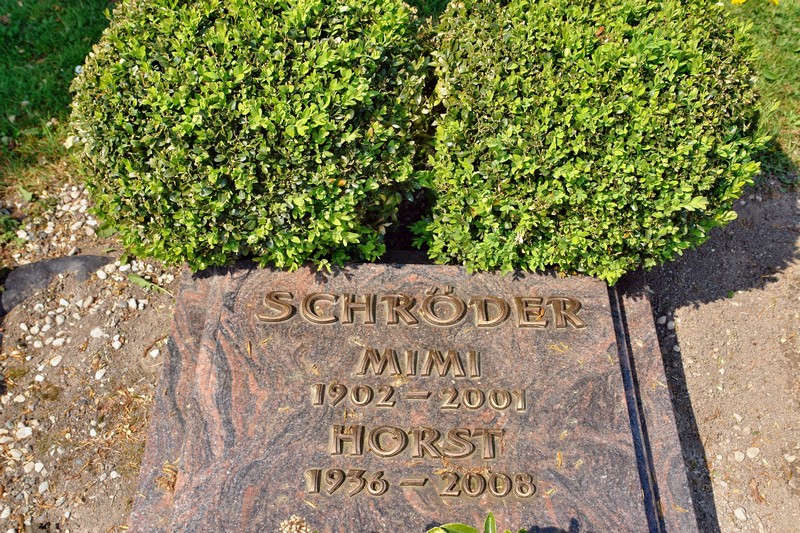 SCHRÖDER
MIMI
1902 – 2001
HORST
1936 – 2008